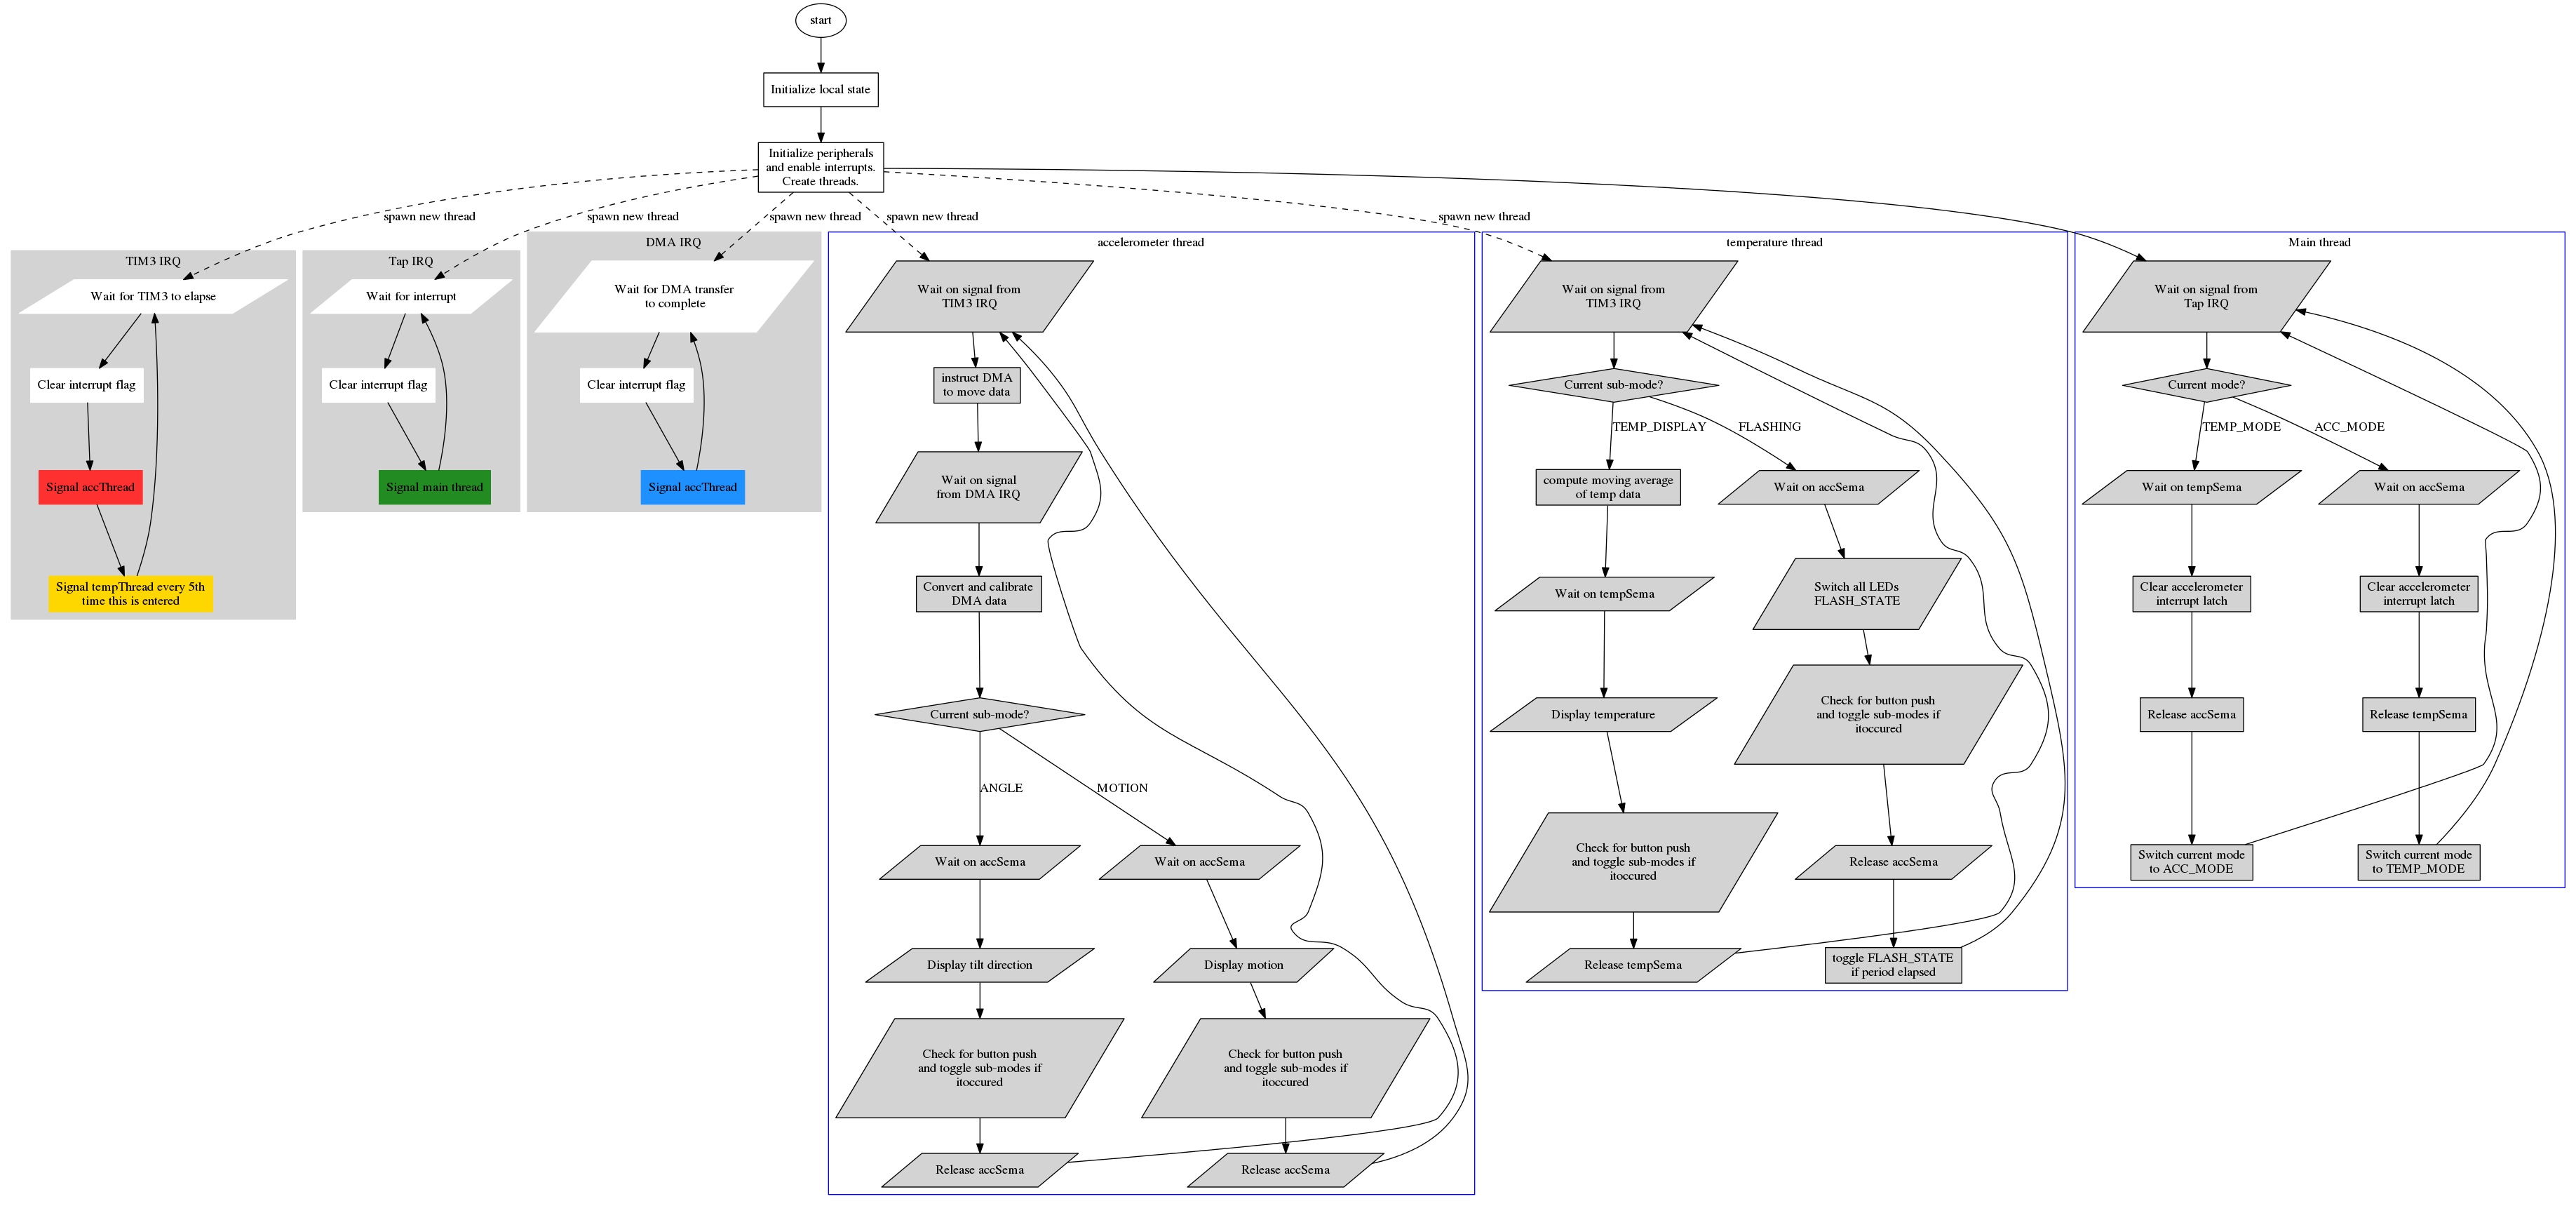 start
Initialize local state
Initialize peripherals
and enable interrupts.
Create threads.
spawn new thread
spawn new thread
spawn new thread
spawn new thread
spawn new thread
TIM3 IRQ
Wait for TIM3 to elapse
Clear interrupt flag
Signal accThread
Signal tempThread every 5th
time this is entered
Tap IRQ
Wait for interrupt
Clear interrupt flag
Signal main thread
DMA IRQ
Wait for DMA transfer
to complete
Clear interrupt flag
Signal accThread
accelerometer thread
Wait on signal from
TIM3 IRQ
instruct DMA
to move data
Wait on signal
from DMA IRQ
Convert and calibrate
DMA data
Current sub-mode?
ANGLE
MOTION
Wait on accSema
Display tilt direction
Check for button push
and toggle sub-modes if
itoccured
Release accSema
Wait on accSema
Display motion
Check for button push
and toggle sub-modes if
itoccured
Release accSema
temperature thread
Wait on signal from
TIM3 IRQ
Current sub-mode?
TEMP_DISPLAY
FLASHING
compute moving average
of temp data
Wait on tempSema
Display temperature
Check for button push
and toggle sub-modes if
itoccured
Release tempSema
Wait on accSema
Switch all LEDs
FLASH_STATE
Check for button push
and toggle sub-modes if
itoccured
Release accSema
toggle FLASH_STATE
if period elapsed
Main thread
Wait on signal from
Tap IRQ
Current mode?
TEMP_MODE
ACC_MODE
Wait on tempSema
Clear accelerometer
interrupt latch
Release accSema
Switch current mode
to ACC_MODE
Wait on accSema
Clear accelerometer
interrupt latch
Release tempSema
Switch current mode
to TEMP_MODE